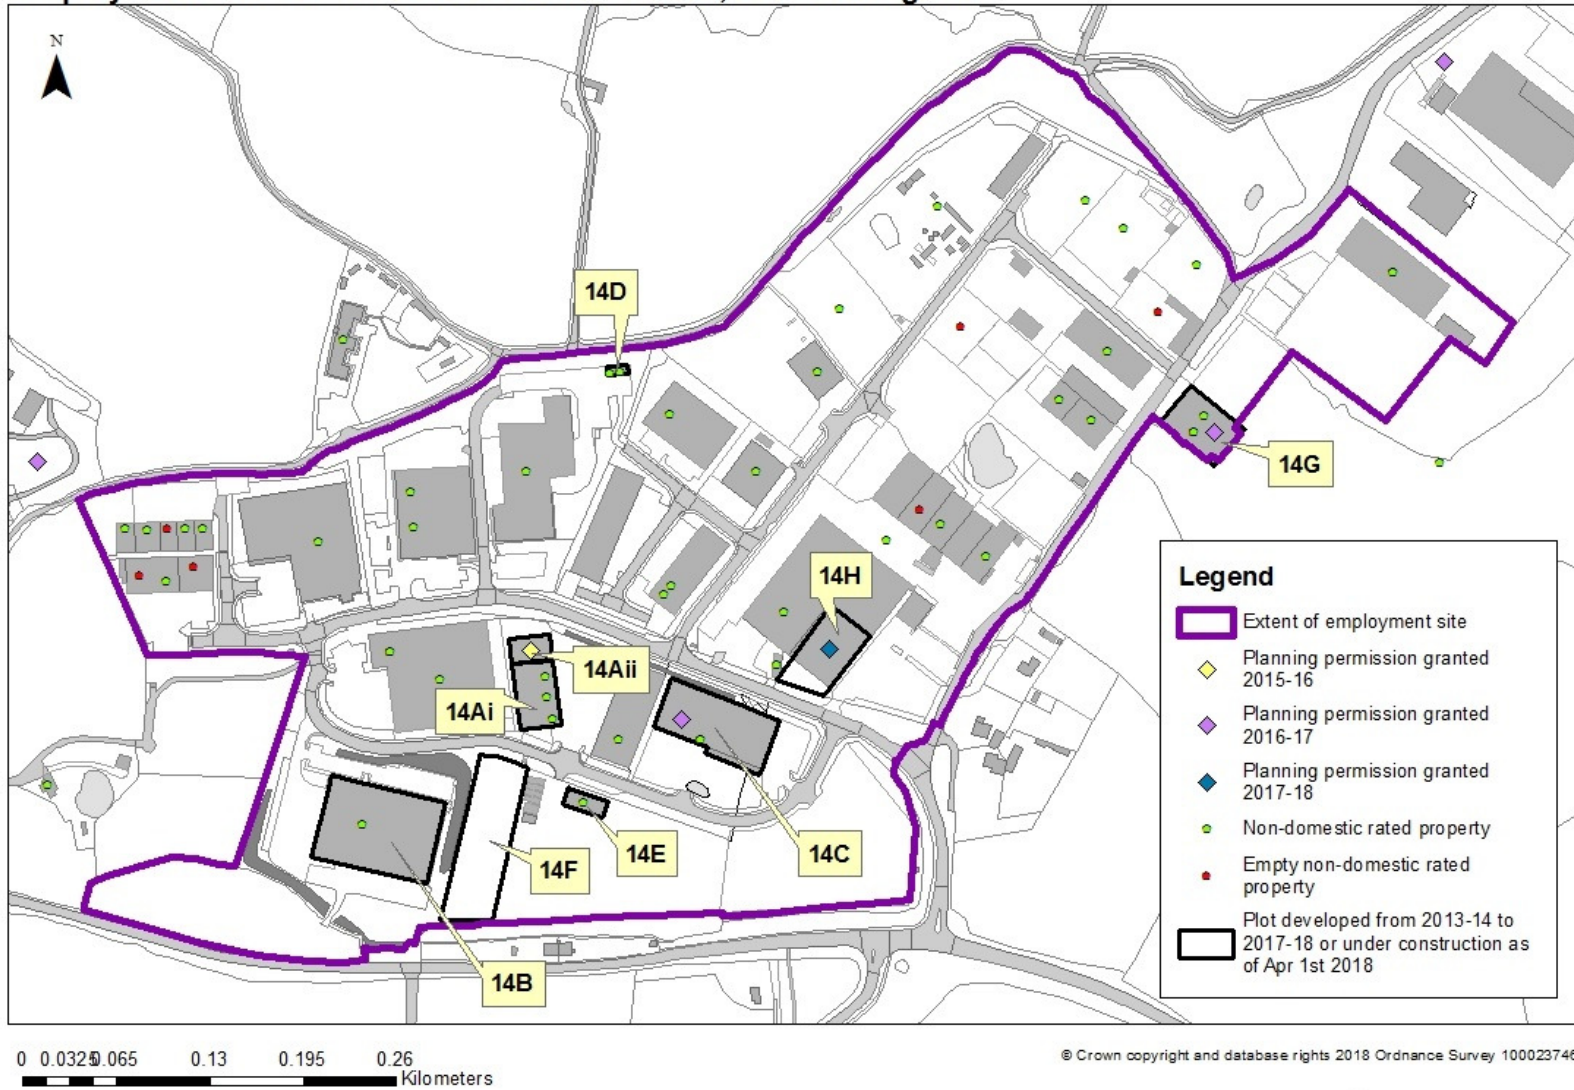 N
14D
14G
14H
14Aii
14Ai
14E
14C
14F
14B
Legend
Extent of employment site
Planning permission granted
2015-16
Planning permission granted
2016-17
Planning permission granted
2017-18
Non-domestic rated property
Empty non-domestic rated
property
Plot developed from 2013-14 to
2017-18 or under construction as
of Apr 1st 2018
0 0.0325 0.065 0.13 0.195 0.26
Kilometers
© Crown copyright and database rights 2018 Ordnance Survey 100023746